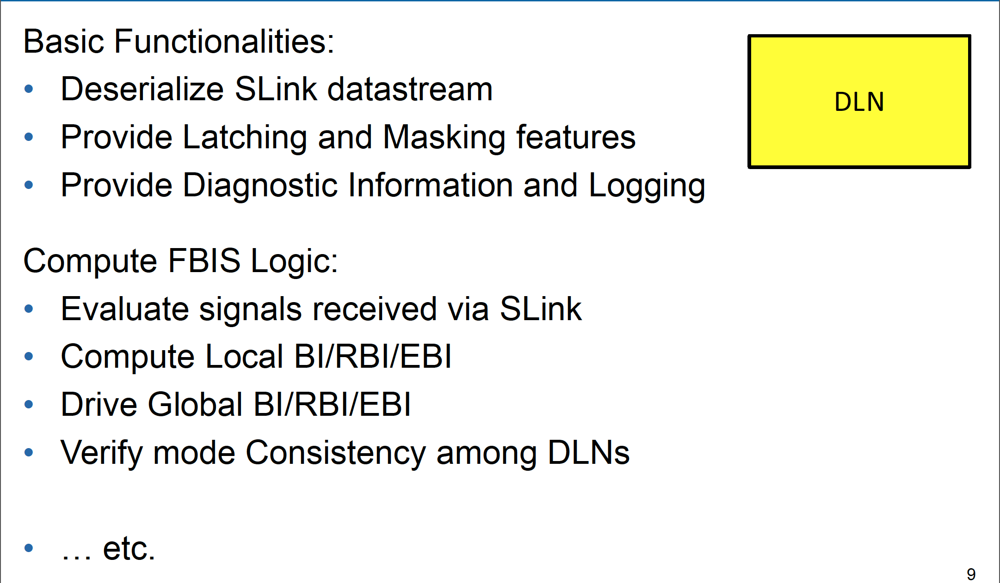 Basic Functionalities:
• Deserialize SLink datastream
• Provide Latching and Masking features
• Provide Diagnostic Information and Logging
DLN
Compute FBIS Logic:
• Evaluate signals received via SLink
• Compute Local BI/RBI/EBI
• Drive Global BI/RBI/EBI
• Verify mode Consistency among DLNs
• … etc.
9